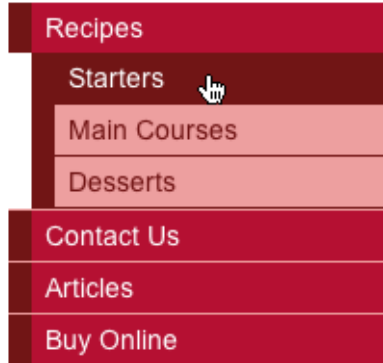 Recipes
Starters
Main Courses
Desserts
Contact Us
Articles
Buy Online